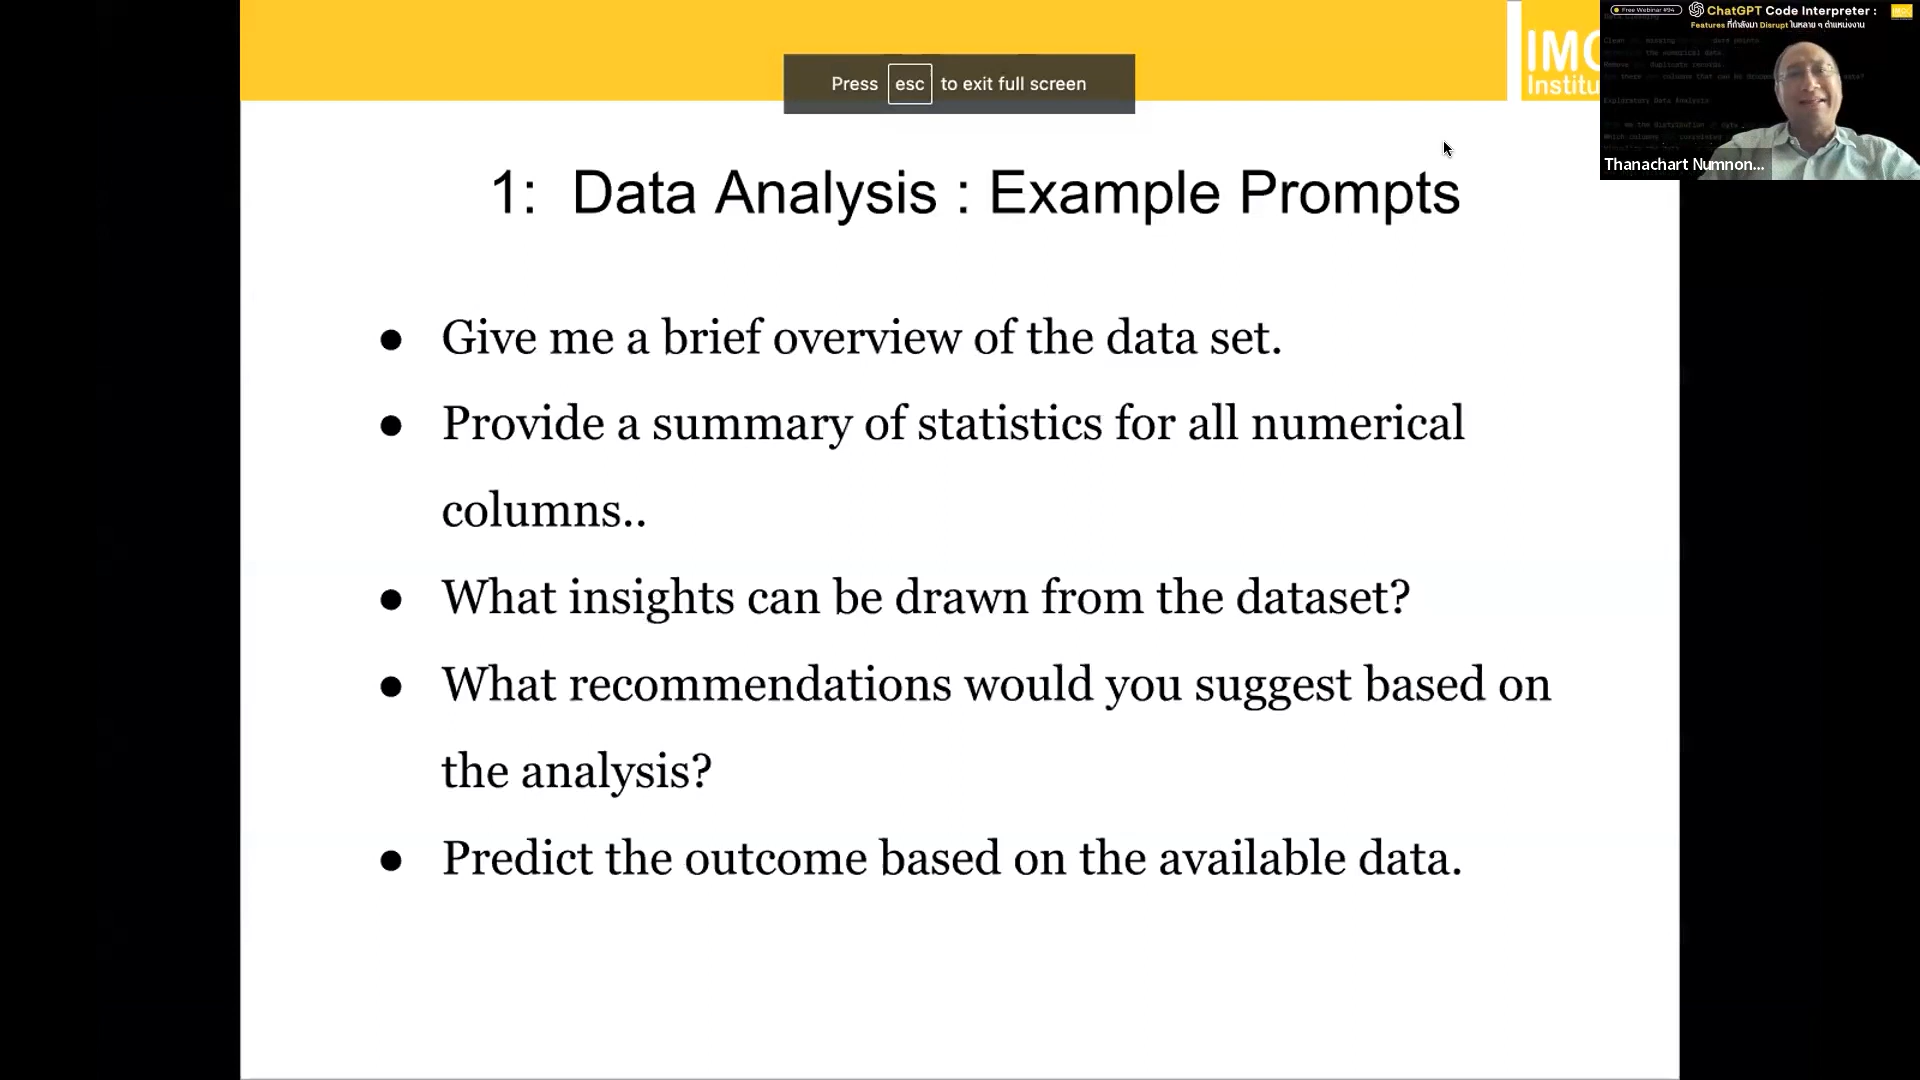 Press esc to exit full screen
IMC
Institu
Free Webinar #94
ChatGPT Code Interpreter :
Features ที่กำลังมา Disrupt ในหลาย ๆ ตำแหน่งงาน
Thanachart Numnon...
1: Data Analysis : Example Prompts
● Give me a brief overview of the data set.
● Provide a summary of statistics for all numerical
columns..
● What insights can be drawn from the dataset?
● What recommendations would you suggest based on
the analysis?
● Predict the outcome based on the available data.